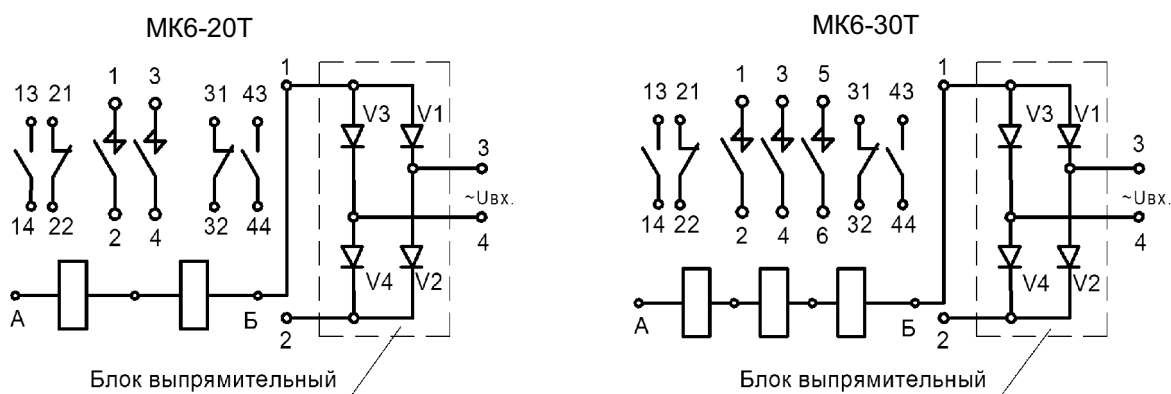 МК6-20Т
13 21 1 3 31 43 1
V3 V1
3
~Uвх.
4
14 22 2 4 32 44
V4 V2
А Б 2
Блок выпрямительный
МК6-30Т
13 21 1 3 5 31 43 1
V3 V1
3
~Uвх.
4
14 22 2 4 6 32 44
V4 V2
А Б 2
Блок выпрямительный